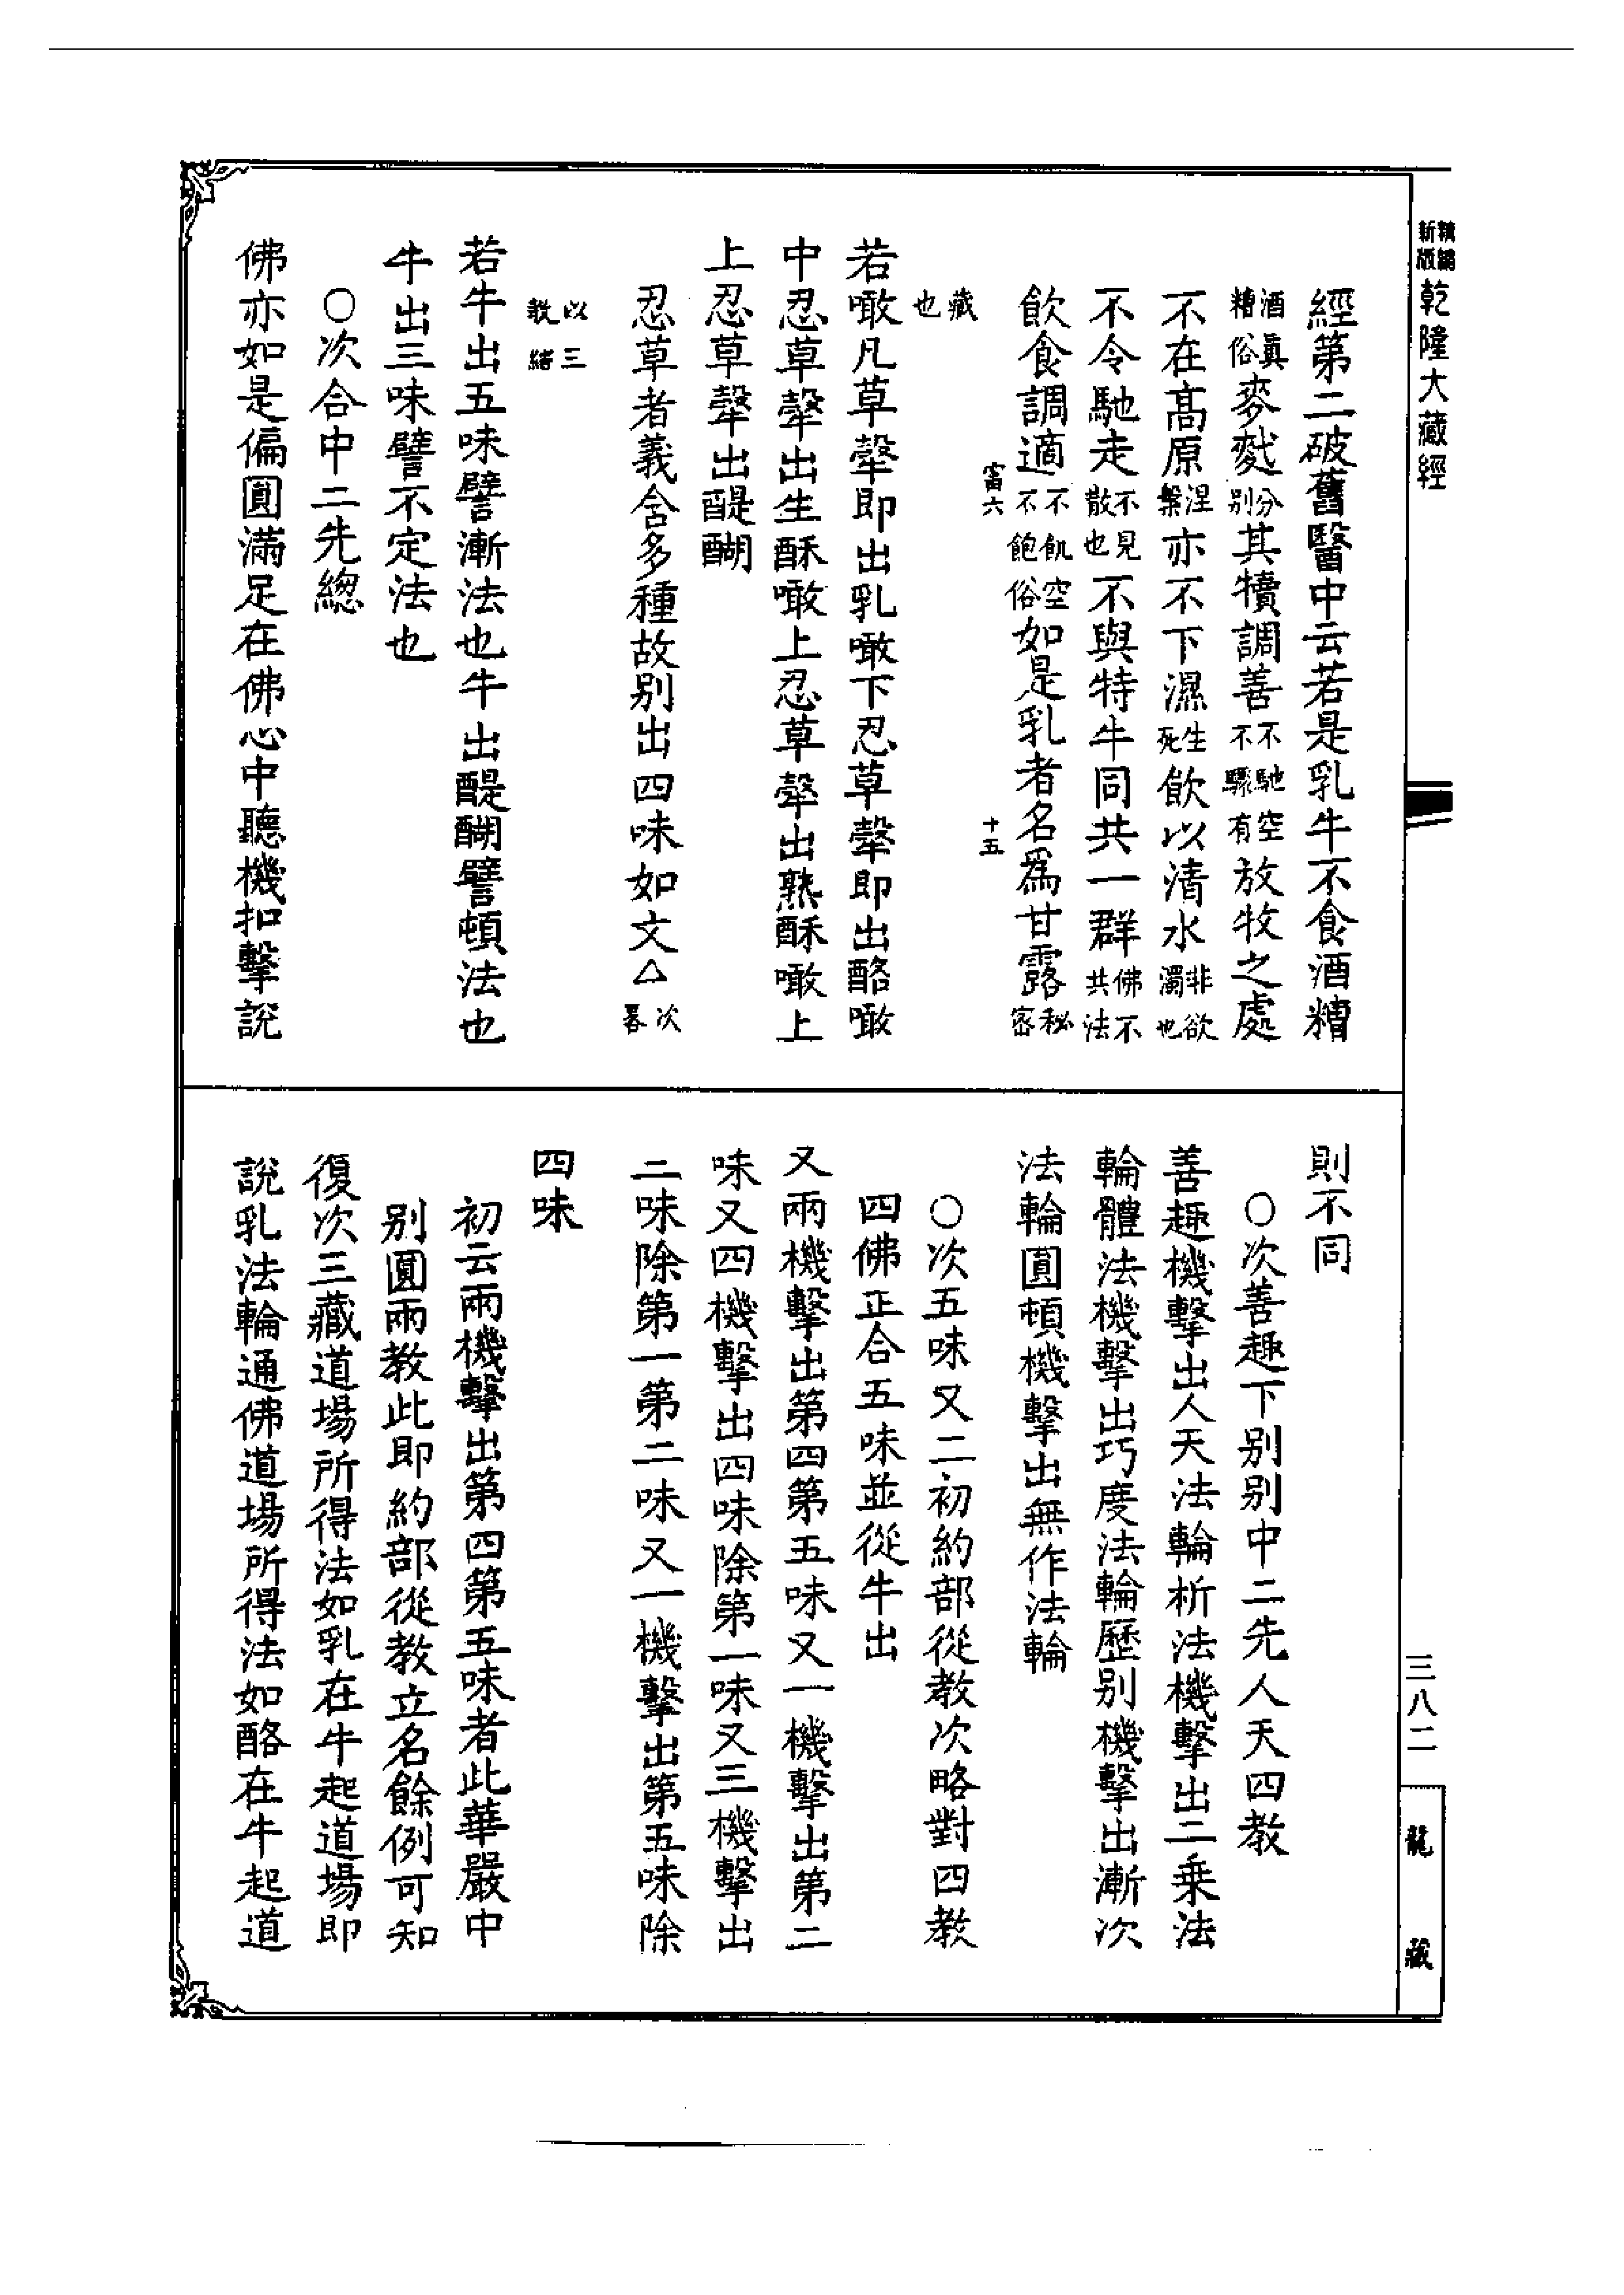 新編
新版
乾隆大藏經
經第二破舊醫中云若是乳牛不食酒糟
酒眞糟俗麥䴬分别其犢調善不馳空不驟有放牧之處
不在髙原涅槃亦不下濕生死飲以清水非欲濁也
不令馳走不見散也不與特牛同共一群佛不共法
飲食調適不飢空不飽俗如是乳者名爲甘露秘密
富六
十五
藏也
若噉凡草犛即出乳噉下忍草犛即出酪噉
中忍草犛出生酥噉上忍草犛出熟酥噉上
上忍草犛出醍醐
忍草者義含多種故别出四味如文△次畧
以三教結
若牛出五味譬漸法也牛出醍醐譬頓法也
牛出三味譬不定法也
○次合中二先總
佛亦如是偏圓滿足在佛心中聽機扣擊說
則不同
○次善趣下别别中二先人天四教
善趣機擊出人天法輪析法機擊出二乗法
輪體法機擊出巧度法輪歷别機擊出漸次
法輪圓頓機擊出無作法輪
○次五味又二初約部從教次略對四教
四佛正合五味並從牛出
又兩機擊出第四第五味又一機擊出第二
味又四機擊出四味除第一味又三機擊出
二味除第一第二味又一機擊出第五味除
四味
初云兩機擊出第四第五味者此華嚴中
别圓兩教此即約部從教立名餘例可知
復次三藏道場所得法如乳在牛起道場即
說乳法輪通佛道場所得法如酪在牛起道
三八二
龍藏